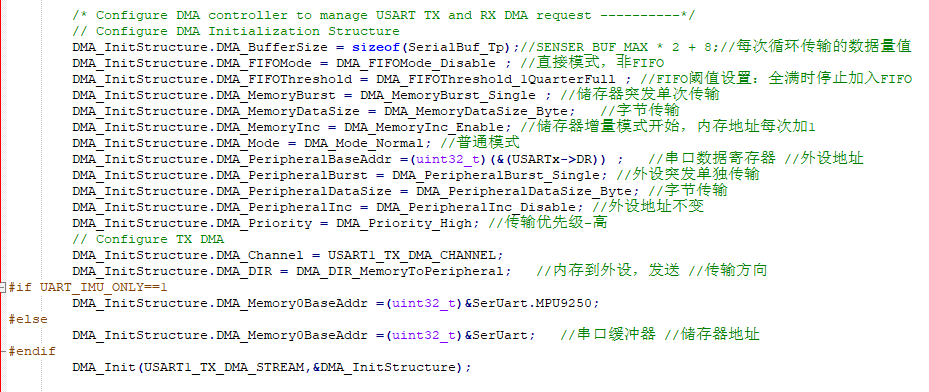 /* Configure DMA controller to manage USART TX and RX DMA request ----------*/
// Configure DMA Initialization Structure
DMA_InitStructure.DMA_BufferSize = sizeof(SerialBuf_Tp);//SENSER_BUF_MAX * 2 + 8;//每次循环传输的数据量值
DMA_InitStructure.DMA_FIFOMode = DMA_FIFOMode_Disable ; //直接模式，非FIFO
DMA_InitStructure.DMA_FIFOThreshold = DMA_FIFOThreshold_1QuarterFull ; //FIFO阈值设置：全满时停止加入FIFO
DMA_InitStructure.DMA_MemoryBurst = DMA_MemoryBurst_Single ; //储存器突发单次传输
DMA_InitStructure.DMA_MemoryDataSize = DMA_MemoryDataSize_Byte; //字节传输
DMA_InitStructure.DMA_MemoryInc = DMA_MemoryInc_Enable; //储存器增量模式开始，内存地址每次加1
DMA_InitStructure.DMA_Mode = DMA_Mode_Normal; //普通模式
DMA_InitStructure.DMA_PeripheralBaseAddr =(uint32_t)(&(USARTx->DR)) ; //串口数据寄存器 //外设地址
DMA_InitStructure.DMA_PeripheralBurst = DMA_PeripheralBurst_Single; //外设突发单独传输
DMA_InitStructure.DMA_PeripheralDataSize = DMA_PeripheralDataSize_Byte; //字节传输
DMA_InitStructure.DMA_PeripheralInc = DMA_PeripheralInc_Disable; //外设地址不变
DMA_InitStructure.DMA_Priority = DMA_Priority_High; //传输优先级-高
// Configure TX DMA
DMA_InitStructure.DMA_Channel = USART1_TX_DMA_CHANNEL;
DMA_InitStructure.DMA_DIR = DMA_DIR_MemoryToPeripheral; //内存到外设，发送 //传输方向
#if UART_IMU_ONLY==1
DMA_InitStructure.DMA_Memory0BaseAddr =(uint32_t)&SerUart.MPU9250;
#else
DMA_InitStructure.DMA_Memory0BaseAddr =(uint32_t)&SerUart; //串口缓冲器 //储存器地址
#endif
DMA_Init(USART1_TX_DMA_STREAM,&DMA_InitStructure);